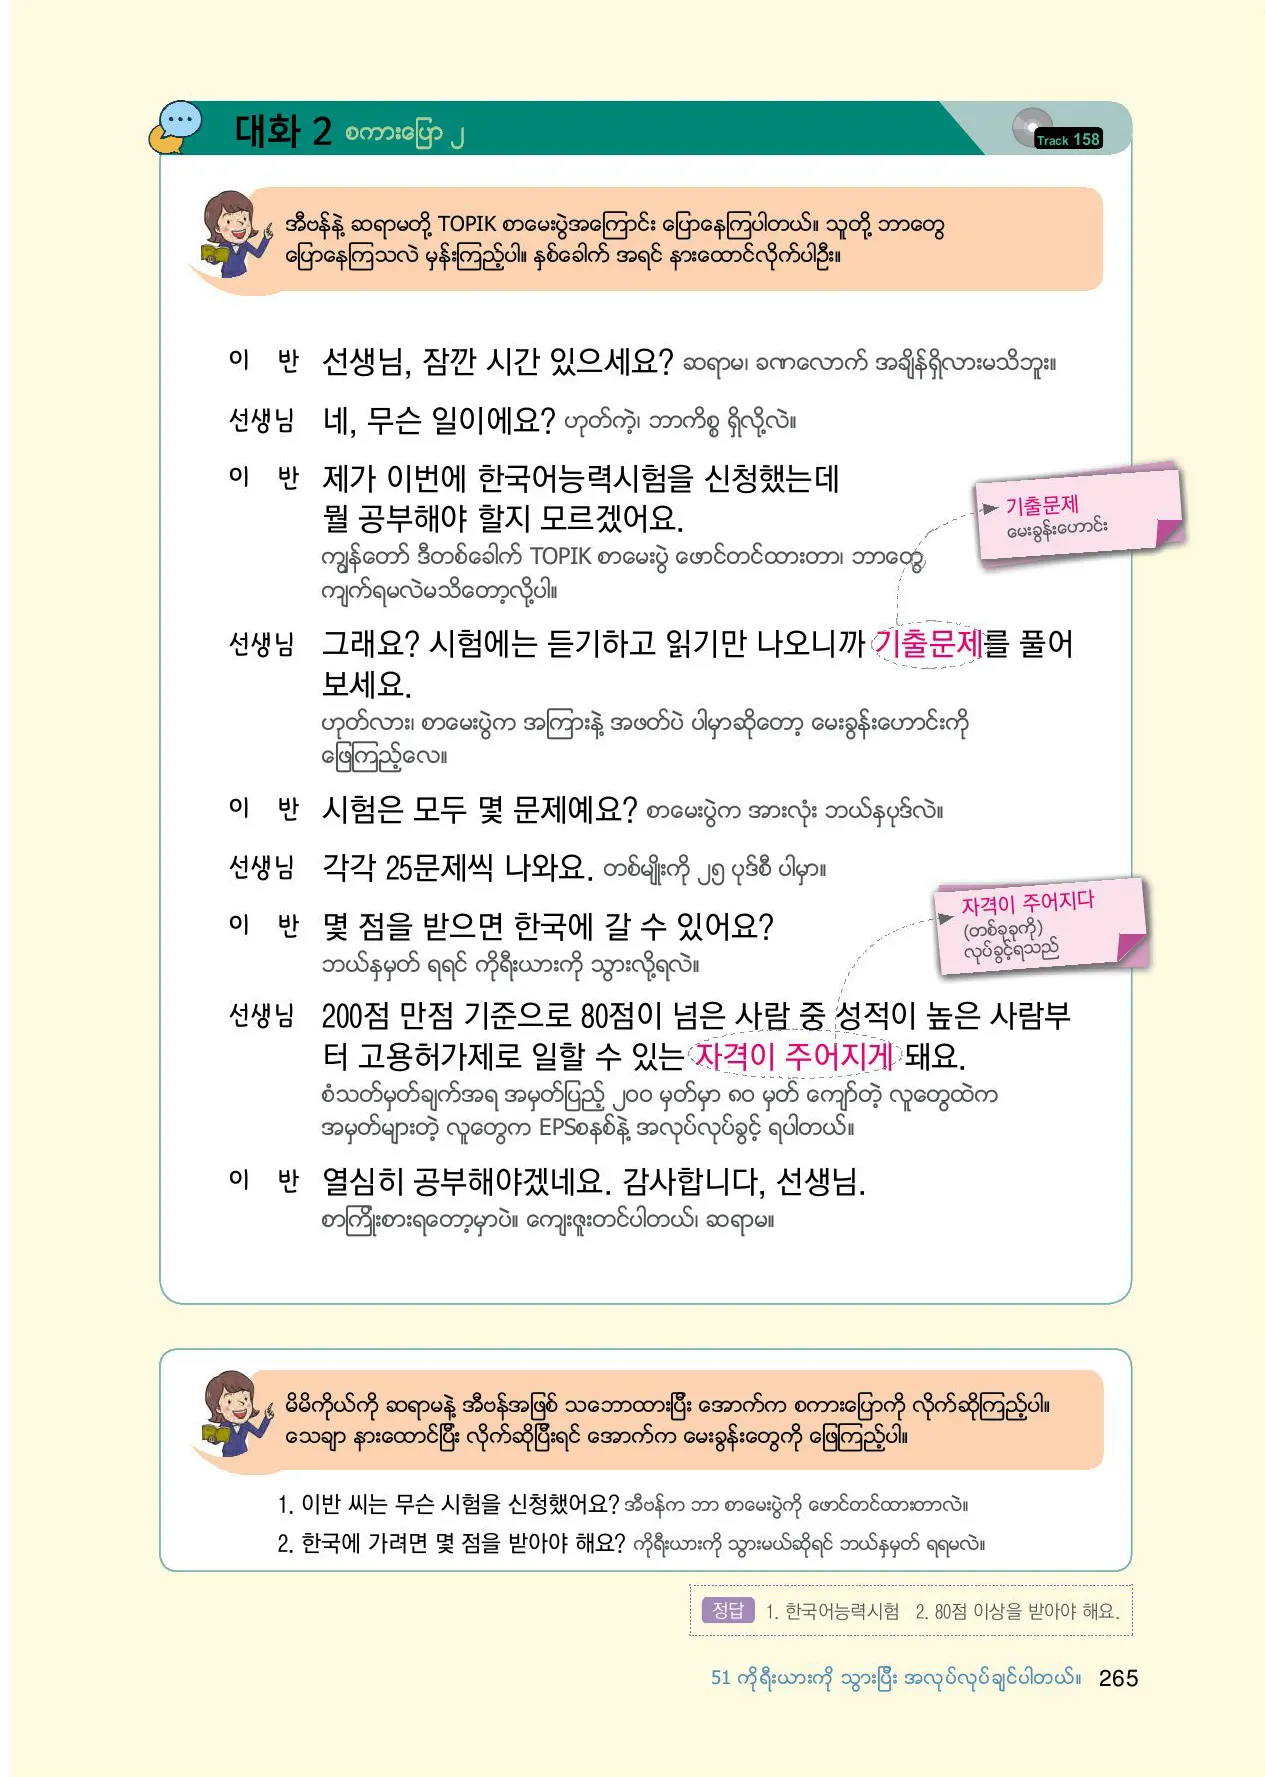 대화 2 စကားပြော ၂
Track 158
အီဗန်နဲ့ ဆရာမတို့ TOPIK စာမေးပွဲအကြောင်း ပြောနေကြပါတယ်။ သူတို့ ဘာတွေ
ပြောနေကြသလဲ မှန်းကြည့်ပါ။ နှစ်ခေါက် အရင် နားထောင်လိုက်ပါဦး။
이 반 선생님, 잠깐 시간 있으세요? ဆရာမ၊ ခဏလောက် အချိန်ရှိလားမသိဘူး။
선생님 네, 무슨 일이에요? ဟုတ်ကဲ့၊ ဘာကိစ္စ ရှိလို့လဲ။
이 반 제가 이번에 한국어능력시험을 신청했는데
뭘 공부해야 할지 모르겠어요.
ကျွန်တော် ဒီတစ်ခေါက် TOPIK စာမေးပွဲ ဖောင်တင်ထားတာ၊ ဘာတွေ
ကျက်ရမလဲမသိတော့လို့ပါ။
기출문제
မေးခွန်းဟောင်း
선생님 그래요? 시험에는 듣기하고 읽기만 나오니까 기출문제를 풀어
보세요.
ဟုတ်လား၊ စာမေးပွဲက အကြားနဲ့ အဖတ်ပဲ ပါမှာဆိုတော့ မေးခွန်းဟောင်းကို
ဖြေကြည့်လေ။
이 반 시험은 모두 몇 문제예요? စာမေးပွဲက အားလုံး ဘယ်နှပုဒ်လဲ။
선생님 각각 25문제씩 나와요. တစ်မျိုးကို ၂၅ ပုဒ်စီ ပါမှာ။
이 반 몇 점을 받으면 한국에 갈 수 있어요?
ဘယ်နှမှတ် ရရင် ကိုရီးယားကို သွားလို့ရလဲ။
자격이 주어지다
(တစ်ခုခုကို)
လုပ်ခွင့်ရသည်
선생님 200점 만점 기준으로 80점이 넘은 사람 중 성적이 높은 사람부
터 고용허가제로 일할 수 있는 자격이 주어지게 돼요.
စံသတ်မှတ်ချက်အရ အမှတ်ပြည့် ၂၀၀ မှတ်မှာ ၈၀ မှတ် ကျော်တဲ့ လူတွေထဲက
အမှတ်များတဲ့ လူတွေက EPSစနစ်နဲ့ အလုပ်လုပ်ခွင့် ရပါတယ်။
이 반 열심히 공부해야겠네요. 감사합니다, 선생님.
စာကြိုးစားရတော့မှာပဲ။ ကျေးဇူးတင်ပါတယ်၊ ဆရာမ။
မိမိကိုယ်ကို ဆရာမနဲ့ အီဗန်အဖြစ် သဘောထားပြီး အောက်က စကားပြောကို လိုက်ဆိုကြည့်ပါ။
သေချာ နားထောင်ပြီး လိုက်ဆိုပြီးရင် အောက်က မေးခွန်းတွေကို ဖြေကြည့်ပါ။
1. 이반 씨는 무슨 시험을 신청했어요? အီဗန်က ဘာ စာမေးပွဲကို ဖောင်တင်ထားတာလဲ။
2. 한국에 가려면 몇 점을 받아야 해요? ကိုရီးယားကို သွားမယ်ဆိုရင် ဘယ်နှမှတ် ရရမလဲ။
정답 1. 한국어능력시험 2. 80점 이상을 받아야 해요.
51 ကိုရီးယားကို သွားပြီး အလုပ်လုပ်ချင်ပါတယ်။ 265